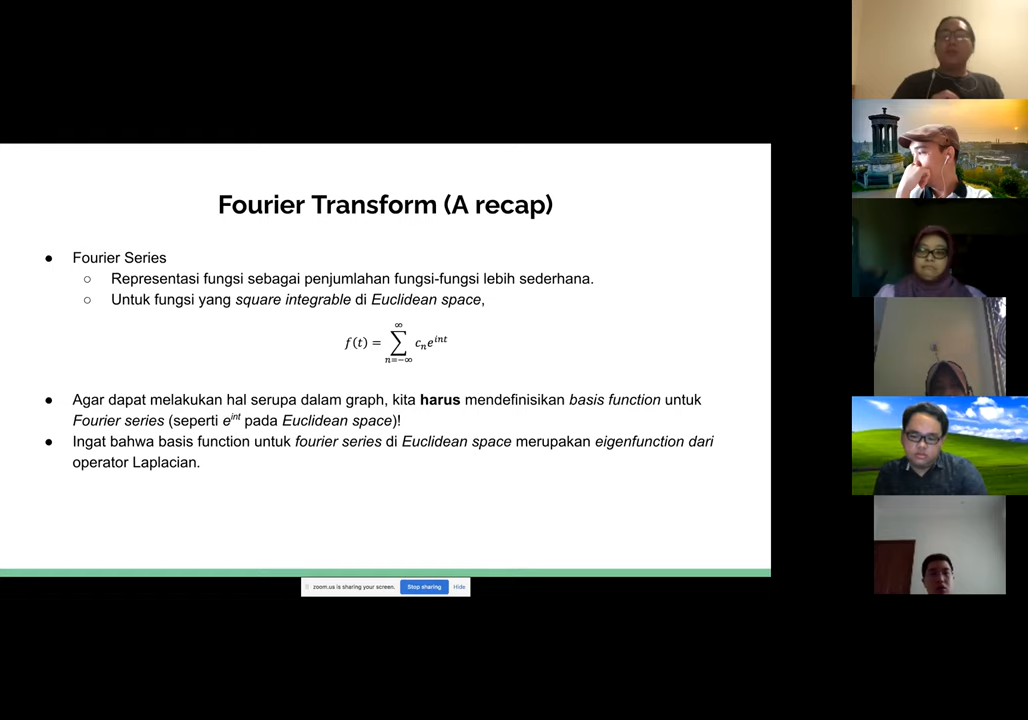 Fourier Transform (A recap)
● Fourier Series
○ Representasi fungsi sebagai penjumlahan fungsi-fungsi lebih sederhana.
○ Untuk fungsi yang square integrable di Euclidean space,
f(t) = ∑_{n=-∞}^{∞} c_n e^{int}
● Agar dapat melakukan hal serupa dalam graph, kita harus mendefinisikan basis function untuk
Fourier series (seperti e^{int} pada Euclidean space)!
● Ingat bahwa basis function untuk fourier series di Euclidean space merupakan eigenfunction dari
operator Laplacian.
zoom.us is sharing your screen. Stop sharing Hide